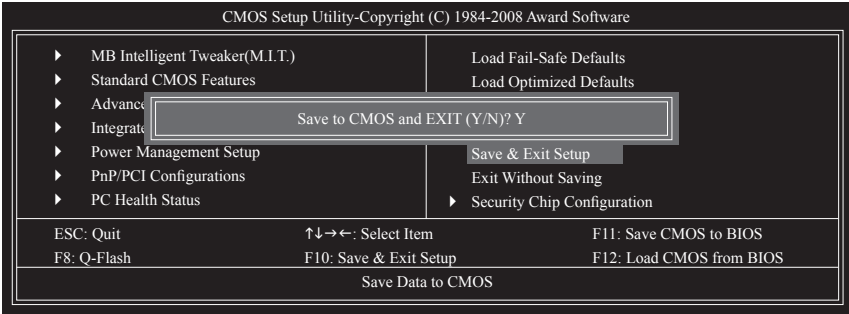 CMOS Setup Utility-Copyright (C) 1984-2008 Award Software
MB Intelligent Tweaker(M.I.T.)
Standard CMOS Features
Advance
Integrate
Power Management Setup
PnP/PCI Configurations
PC Health Status
Load Fail-Safe Defaults
Load Optimized Defaults
Save to CMOS and EXIT (Y/N)? Y
Save & Exit Setup
Exit Without Saving
Security Chip Configuration
ESC: Quit ↑↓→←: Select Item F11: Save CMOS to BIOS
F8: Q-Flash F10: Save & Exit Setup F12: Load CMOS from BIOS
Save Data to CMOS